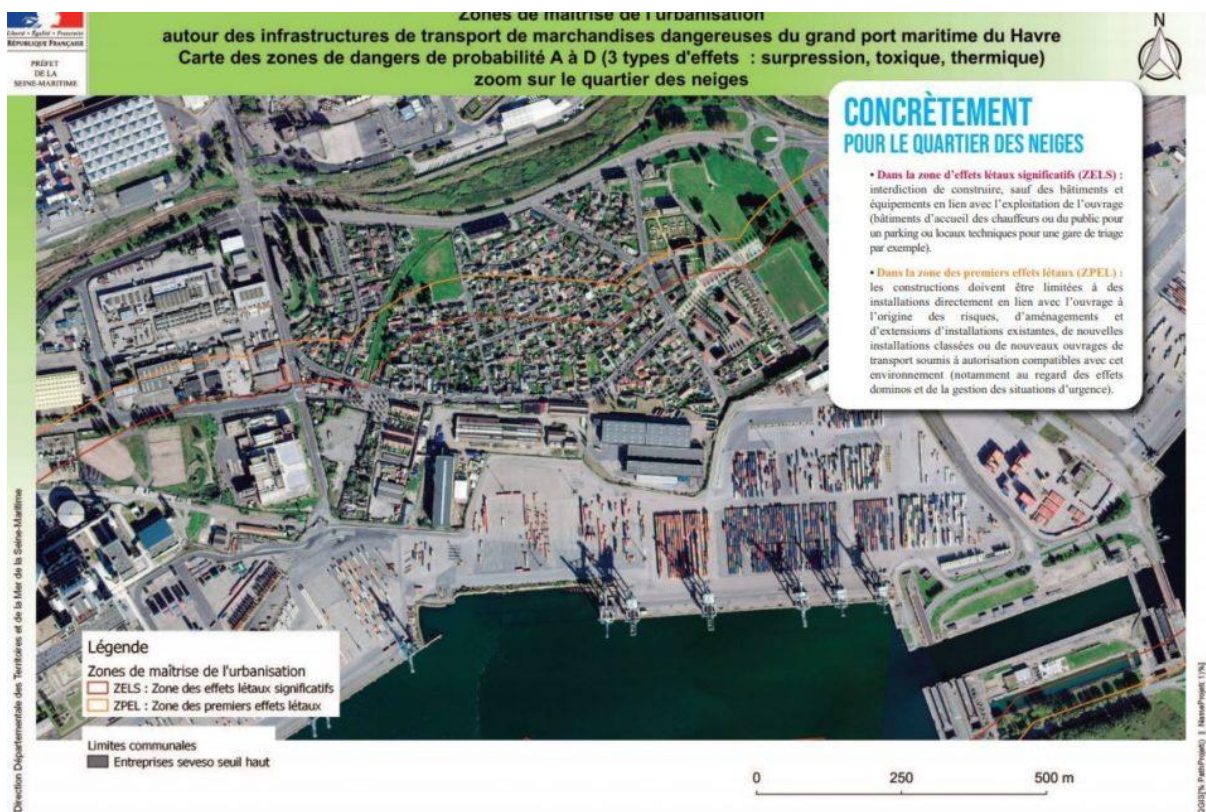 Liberté • Égalité • Fraternité
RÉPUBLIQUE FRANÇAISE
PRÉFET
DE LA
SEINE-MARITIME
Zones de maîtrise de l'urbanisation
autour des infrastructures de transport de marchandises dangereuses du grand port maritime du Havre
Carte des zones de dangers de probabilité A à D (3 types d'effets : surpression, toxique, thermique)
zoom sur le quartier des neiges
N
CONCRÈTEMENT
POUR LE QUARTIER DES NEIGES
• Dans la zone d'effets létaux significatifs (ZELS) :
interdiction de construire, sauf des bâtiments et
équipements en lien avec l'exploitation de l'ouvrage
(bâtiments d'accueil des chauffeurs ou du public pour
un parking ou locaux techniques pour une gare de triage
par exemple).
• Dans la zone des premiers effets létaux (ZPEL) :
les constructions doivent être limitées à des
installations directement en lien avec l'ouvrage à
l'origine des risques, d'aménagements et
d'extensions d'installations existantes, de nouvelles
installations classées ou de nouveaux ouvrages de
transport soumis à autorisation compatibles avec cet
environnement (notamment au regard des effets
dominos et de la gestion des situations d'urgence).
Légende
Zones de maîtrise de l'urbanisation
ZELS : Zone des effets létaux significatifs
ZPEL : Zone des premiers effets létaux
Limites communales
Entreprises seveso seuil haut
0 250 500 m
Direction Départementale des Territoires et de la Mer de la Seine-Maritime